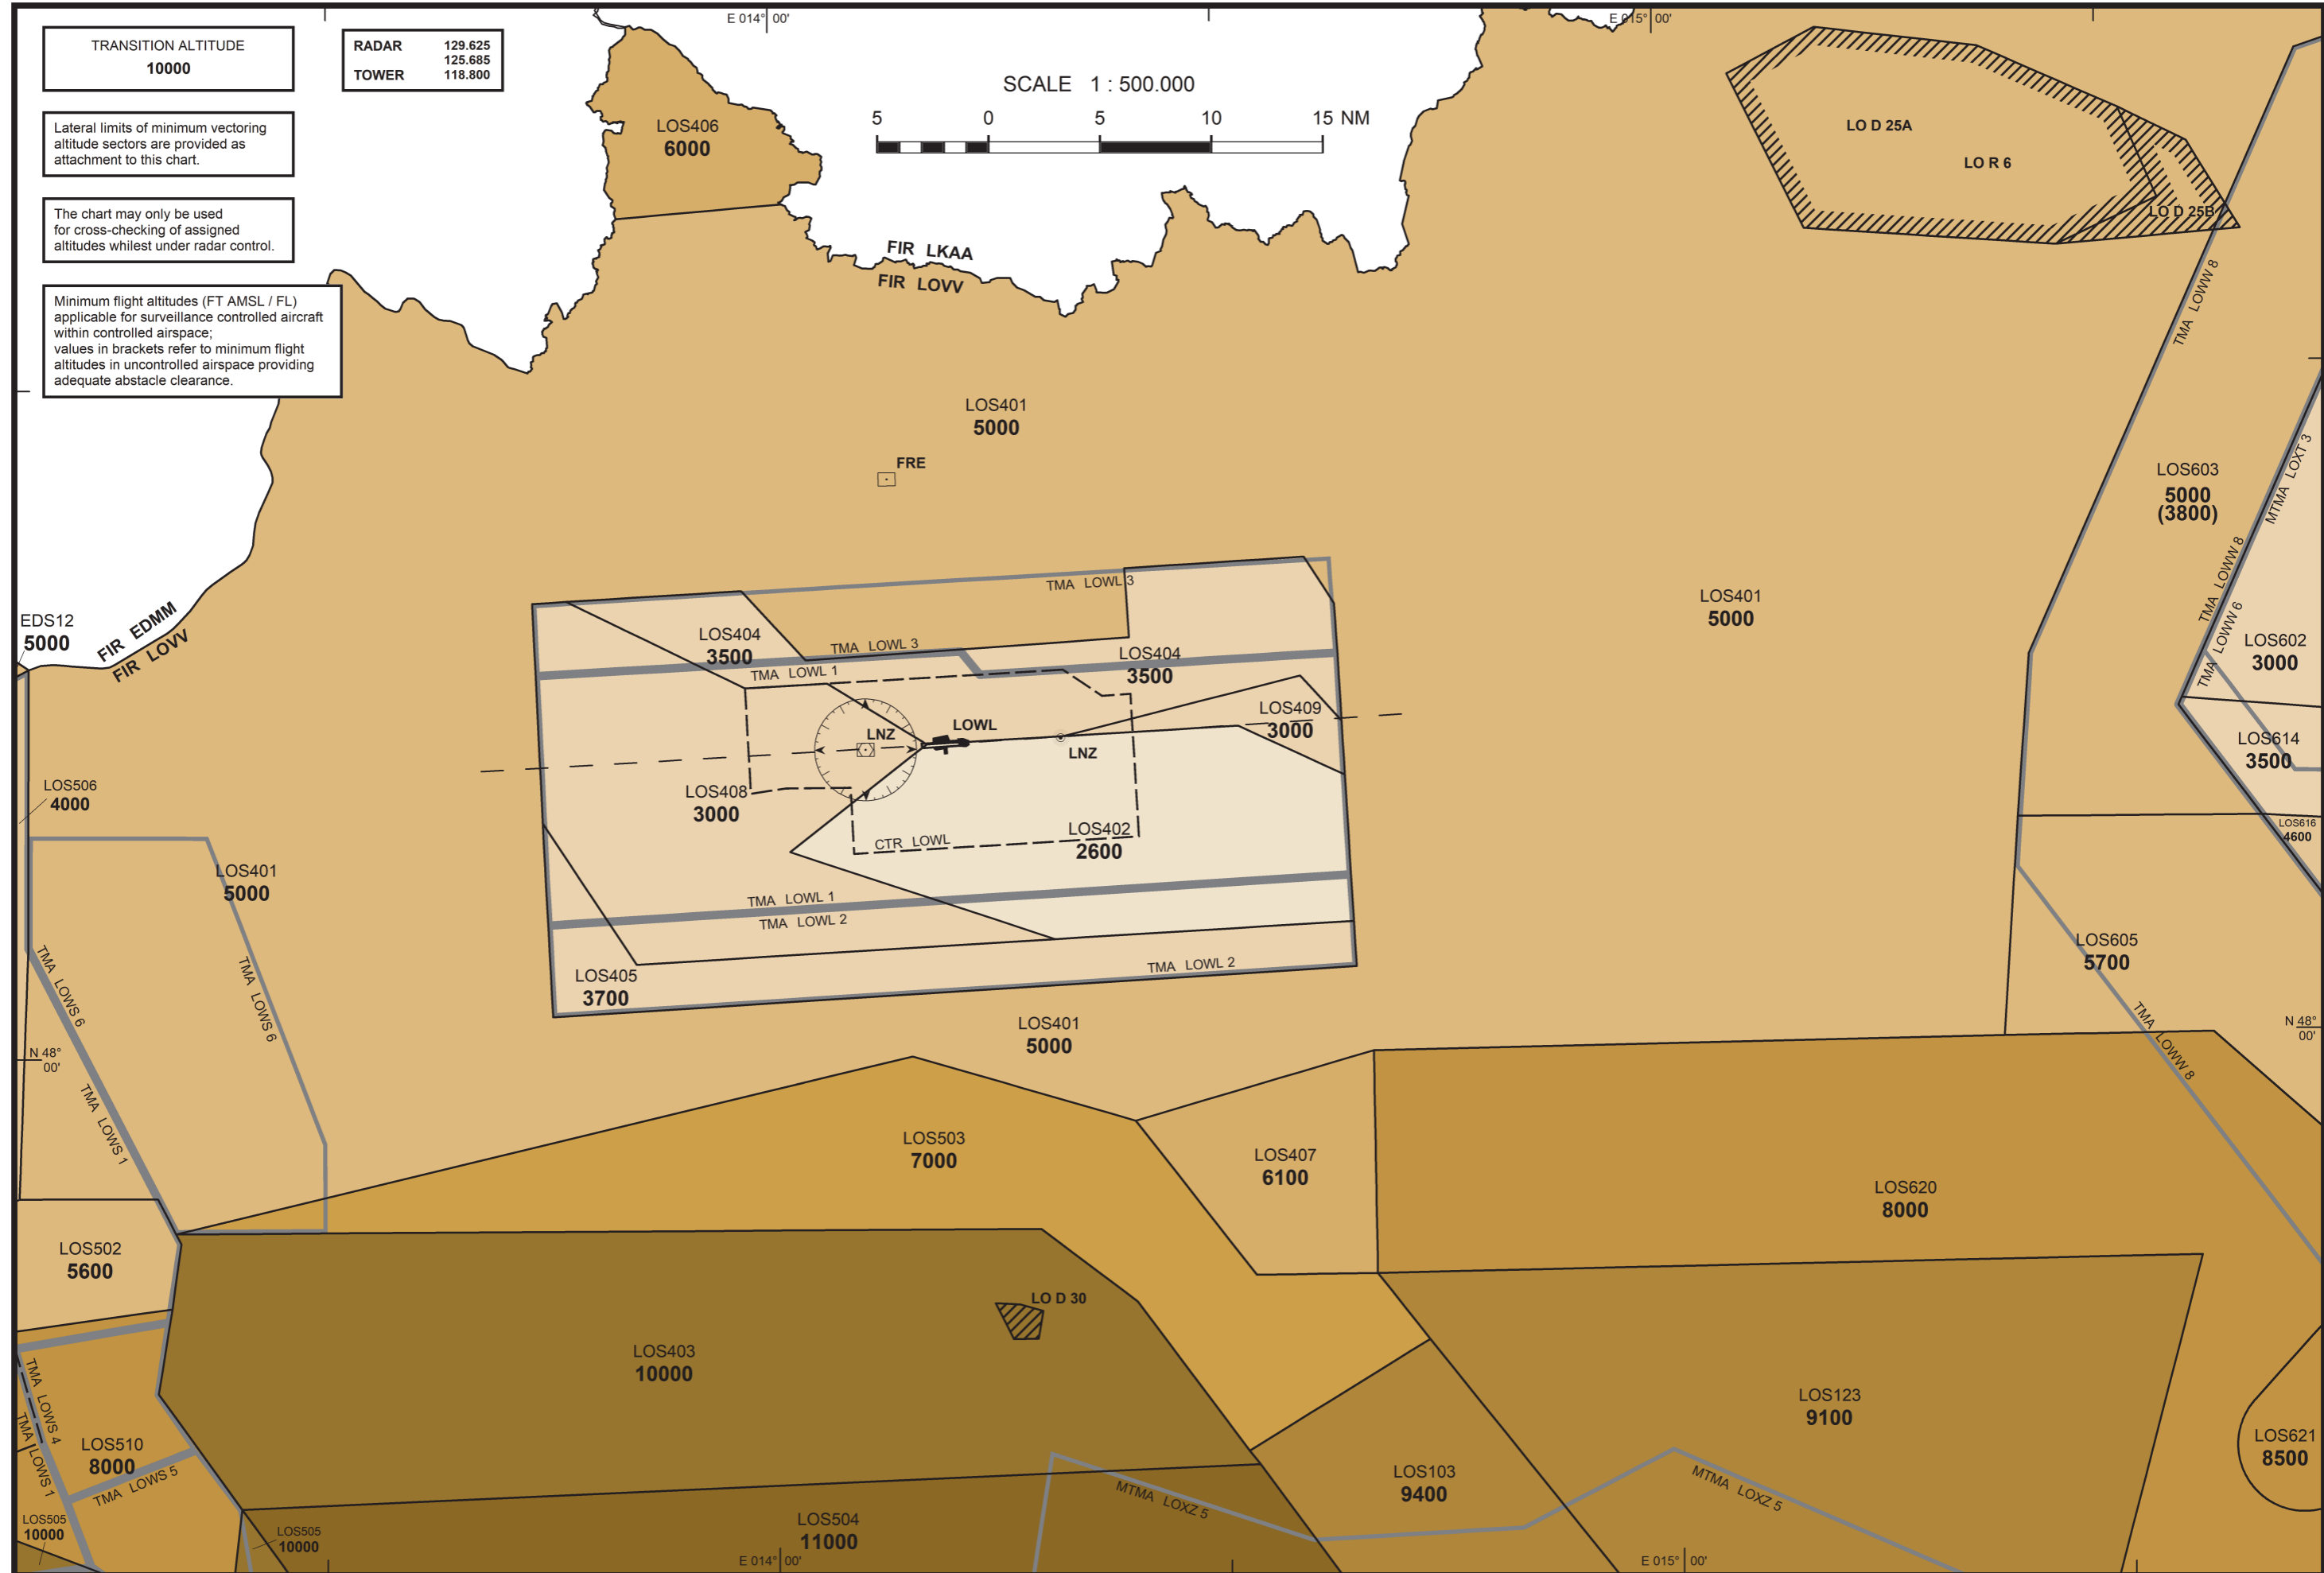 E 014° 00'
E 015° 00'
TRANSITION ALTITUDE
10000
RADAR 129.625
125.685
TOWER 118.800
SCALE 1 : 500.000
5 0 5 10 15 NM
Lateral limits of minimum vectoring
altitude sectors are provided as
attachment to this chart.
The chart may only be used
for cross-checking of assigned
altitudes whilest under radar control.
Minimum flight altitudes (FT AMSL / FL)
applicable for surveillance controlled aircraft
within controlled airspace;
values in brackets refer to minimum flight
altitudes in uncontrolled airspace providing
adequate abstacle clearance.
LOS406
6000
LO D 25A
LO R 6
LO D 25B
FIR LKAA
FIR LOVV
TMA LOWW 8
LOS401
5000
FRE
LOS603
5000
(3800)
MTMA LOXT 3
TMA LOWW 8
TMA LOWW 6
EDS12
5000
FIR EDMM
FIR LOVV
TMA LOWL 3
LOS401
5000
LOS404
3500
TMA LOWL 3
TMA LOWL 1
LOS404
3500
LOS602
3000
LOS409
3000
LNZ
LOWL
LNZ
LOS614
3500
LOS506
4000
LOS408
3000
LOS402
2600
CTR LOWL
LOS616
4600
LOS401
5000
TMA LOWL 1
TMA LOWL 2
LOS605
5700
TMA LOWS 6
TMA LOWS 6
TMA LOWL 2
LOS405
3700
LOS401
5000
N 48°
00'
N 48°
00'
TMA LOWW 8
TMA LOWS 1
LOS503
7000
LOS407
6100
LOS620
8000
LOS502
5600
LO D 30
LOS403
10000
TMA LOWS 4
TMA LOWS 1
LOS510
8000
TMA LOWS 5
LOS123
9100
LOS621
8500
LOS103
9400
MTMA LOXZ 5
MTMA LOXZ 5
LOS505
10000
LOS505
10000
LOS504
11000
E 014° 00'
E 015° 00'